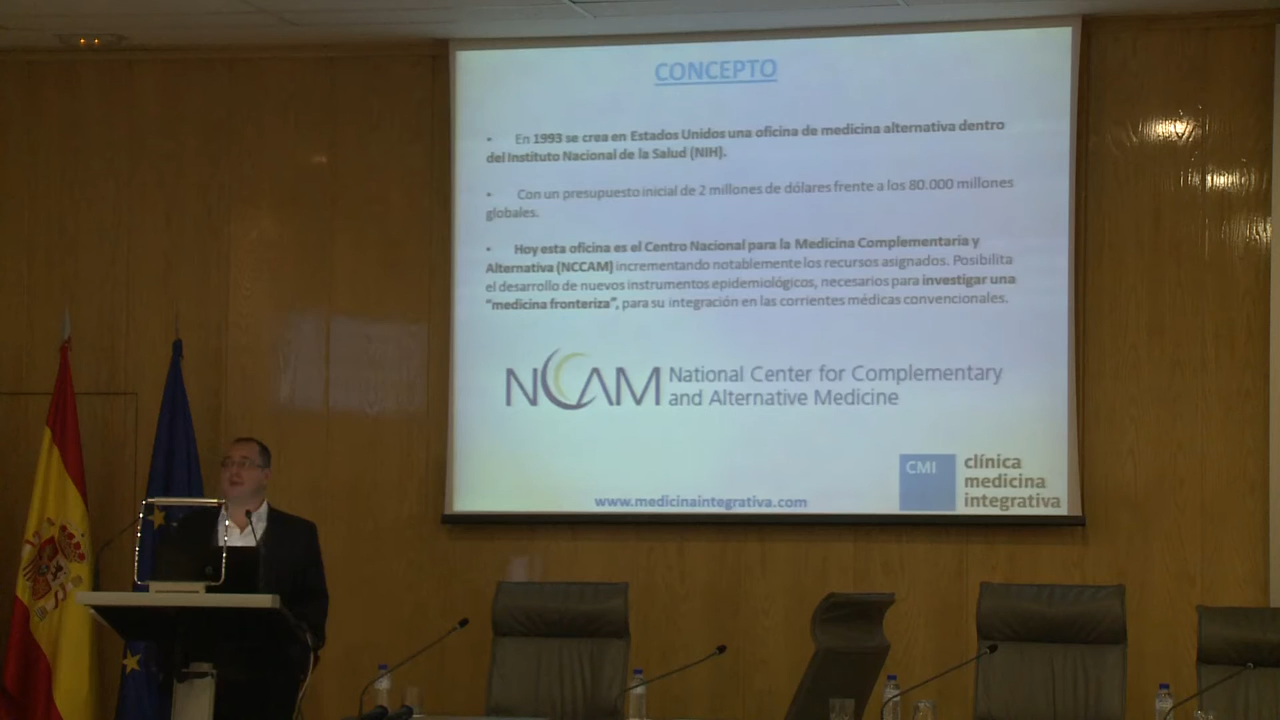 CONCEPTO
• En 1993 se crea en Estados Unidos una oficina de medicina alternativa dentro
del Instituto Nacional de la Salud (NIH).
• Con un presupuesto inicial de 2 millones de dólares frente a los 80.000 millones
globales.
• Hoy esta oficina es el Centro Nacional para la Medicina Complementaria y
Alternativa (NCCAM) incrementando notablemente los recursos asignados. Posibilita
el desarrollo de nuevos instrumentos epidemiológicos, necesarios para investigar una
"medicina fronteriza", para su integración en las corrientes médicas convencionales.
NCCAM National Center for Complementary
and Alternative Medicine
CMI clínica
medicina
integrativa
www.medicinaintegrativa.com